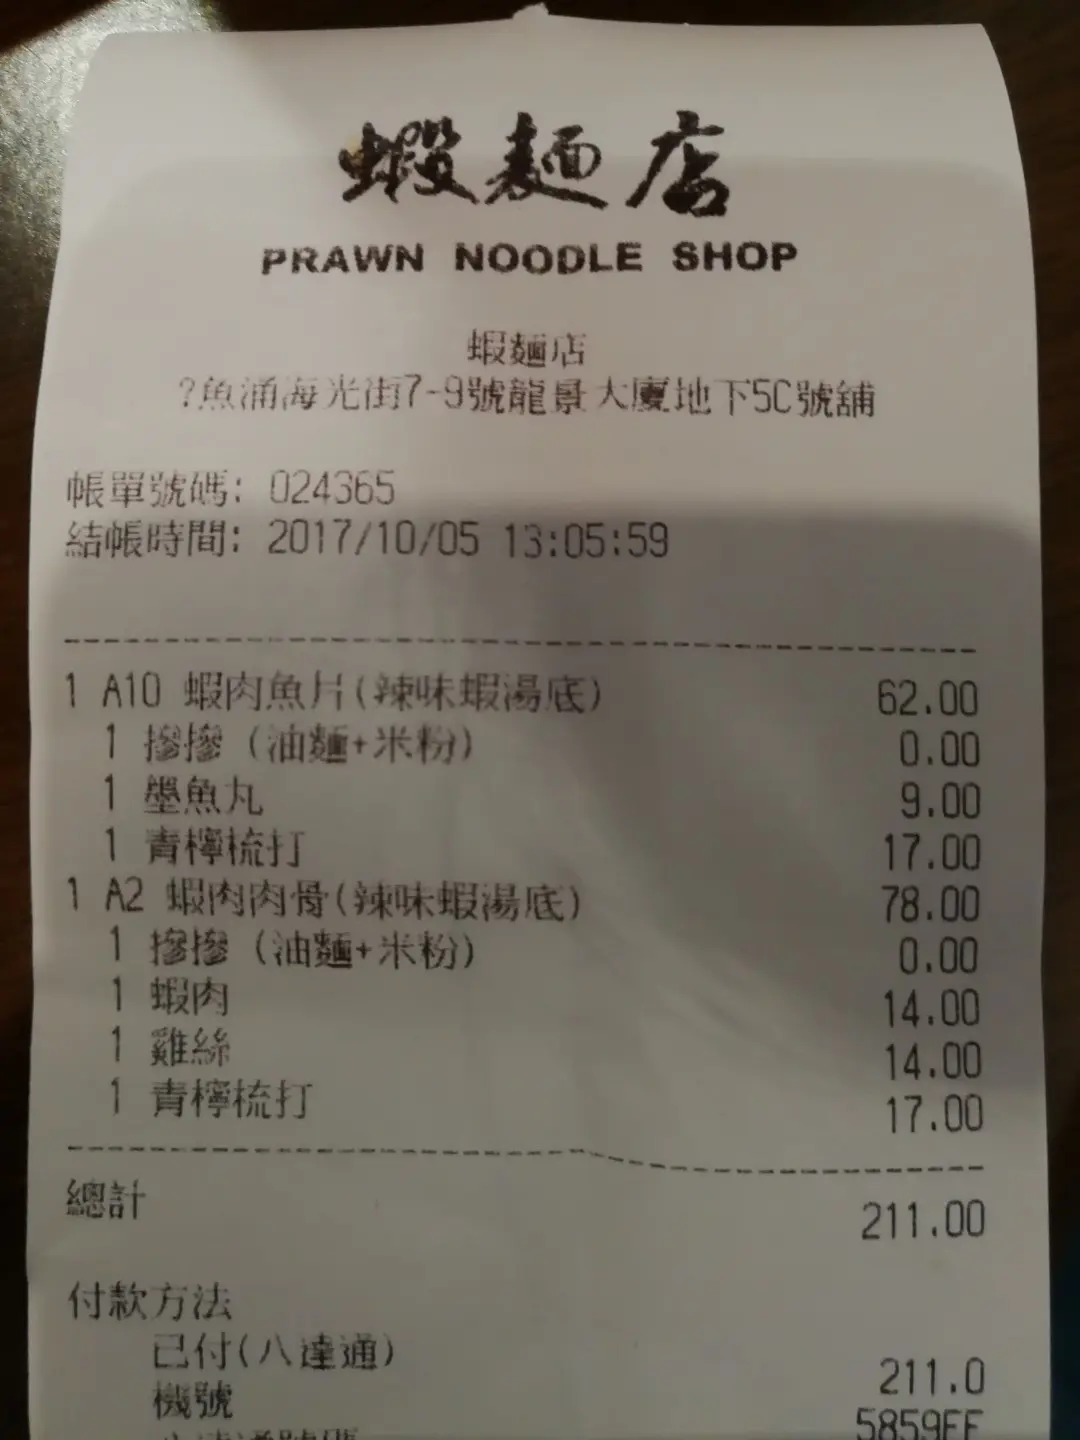 蝦麵店
PRAWN NOODLE SHOP
蝦麵店
?魚涌海光街7-9號龍景大廈地下5C號舖
帳單號碼: 024365
結帳時間: 2017/10/05 13:05:59
1 A10 蝦肉魚片(辣味蝦湯底) 62.00
1 摻摻 (油麵+米粉) 0.00
1 墨魚丸 9.00
1 青檸梳打 17.00
1 A2 蝦肉肉骨(辣味蝦湯底) 78.00
1 摻摻 (油麵+米粉) 0.00
1 蝦肉 14.00
1 雞絲 14.00
1 青檸梳打 17.00
總計 211.00
付款方法
已付(八達通) 211.0
機號 5859EF